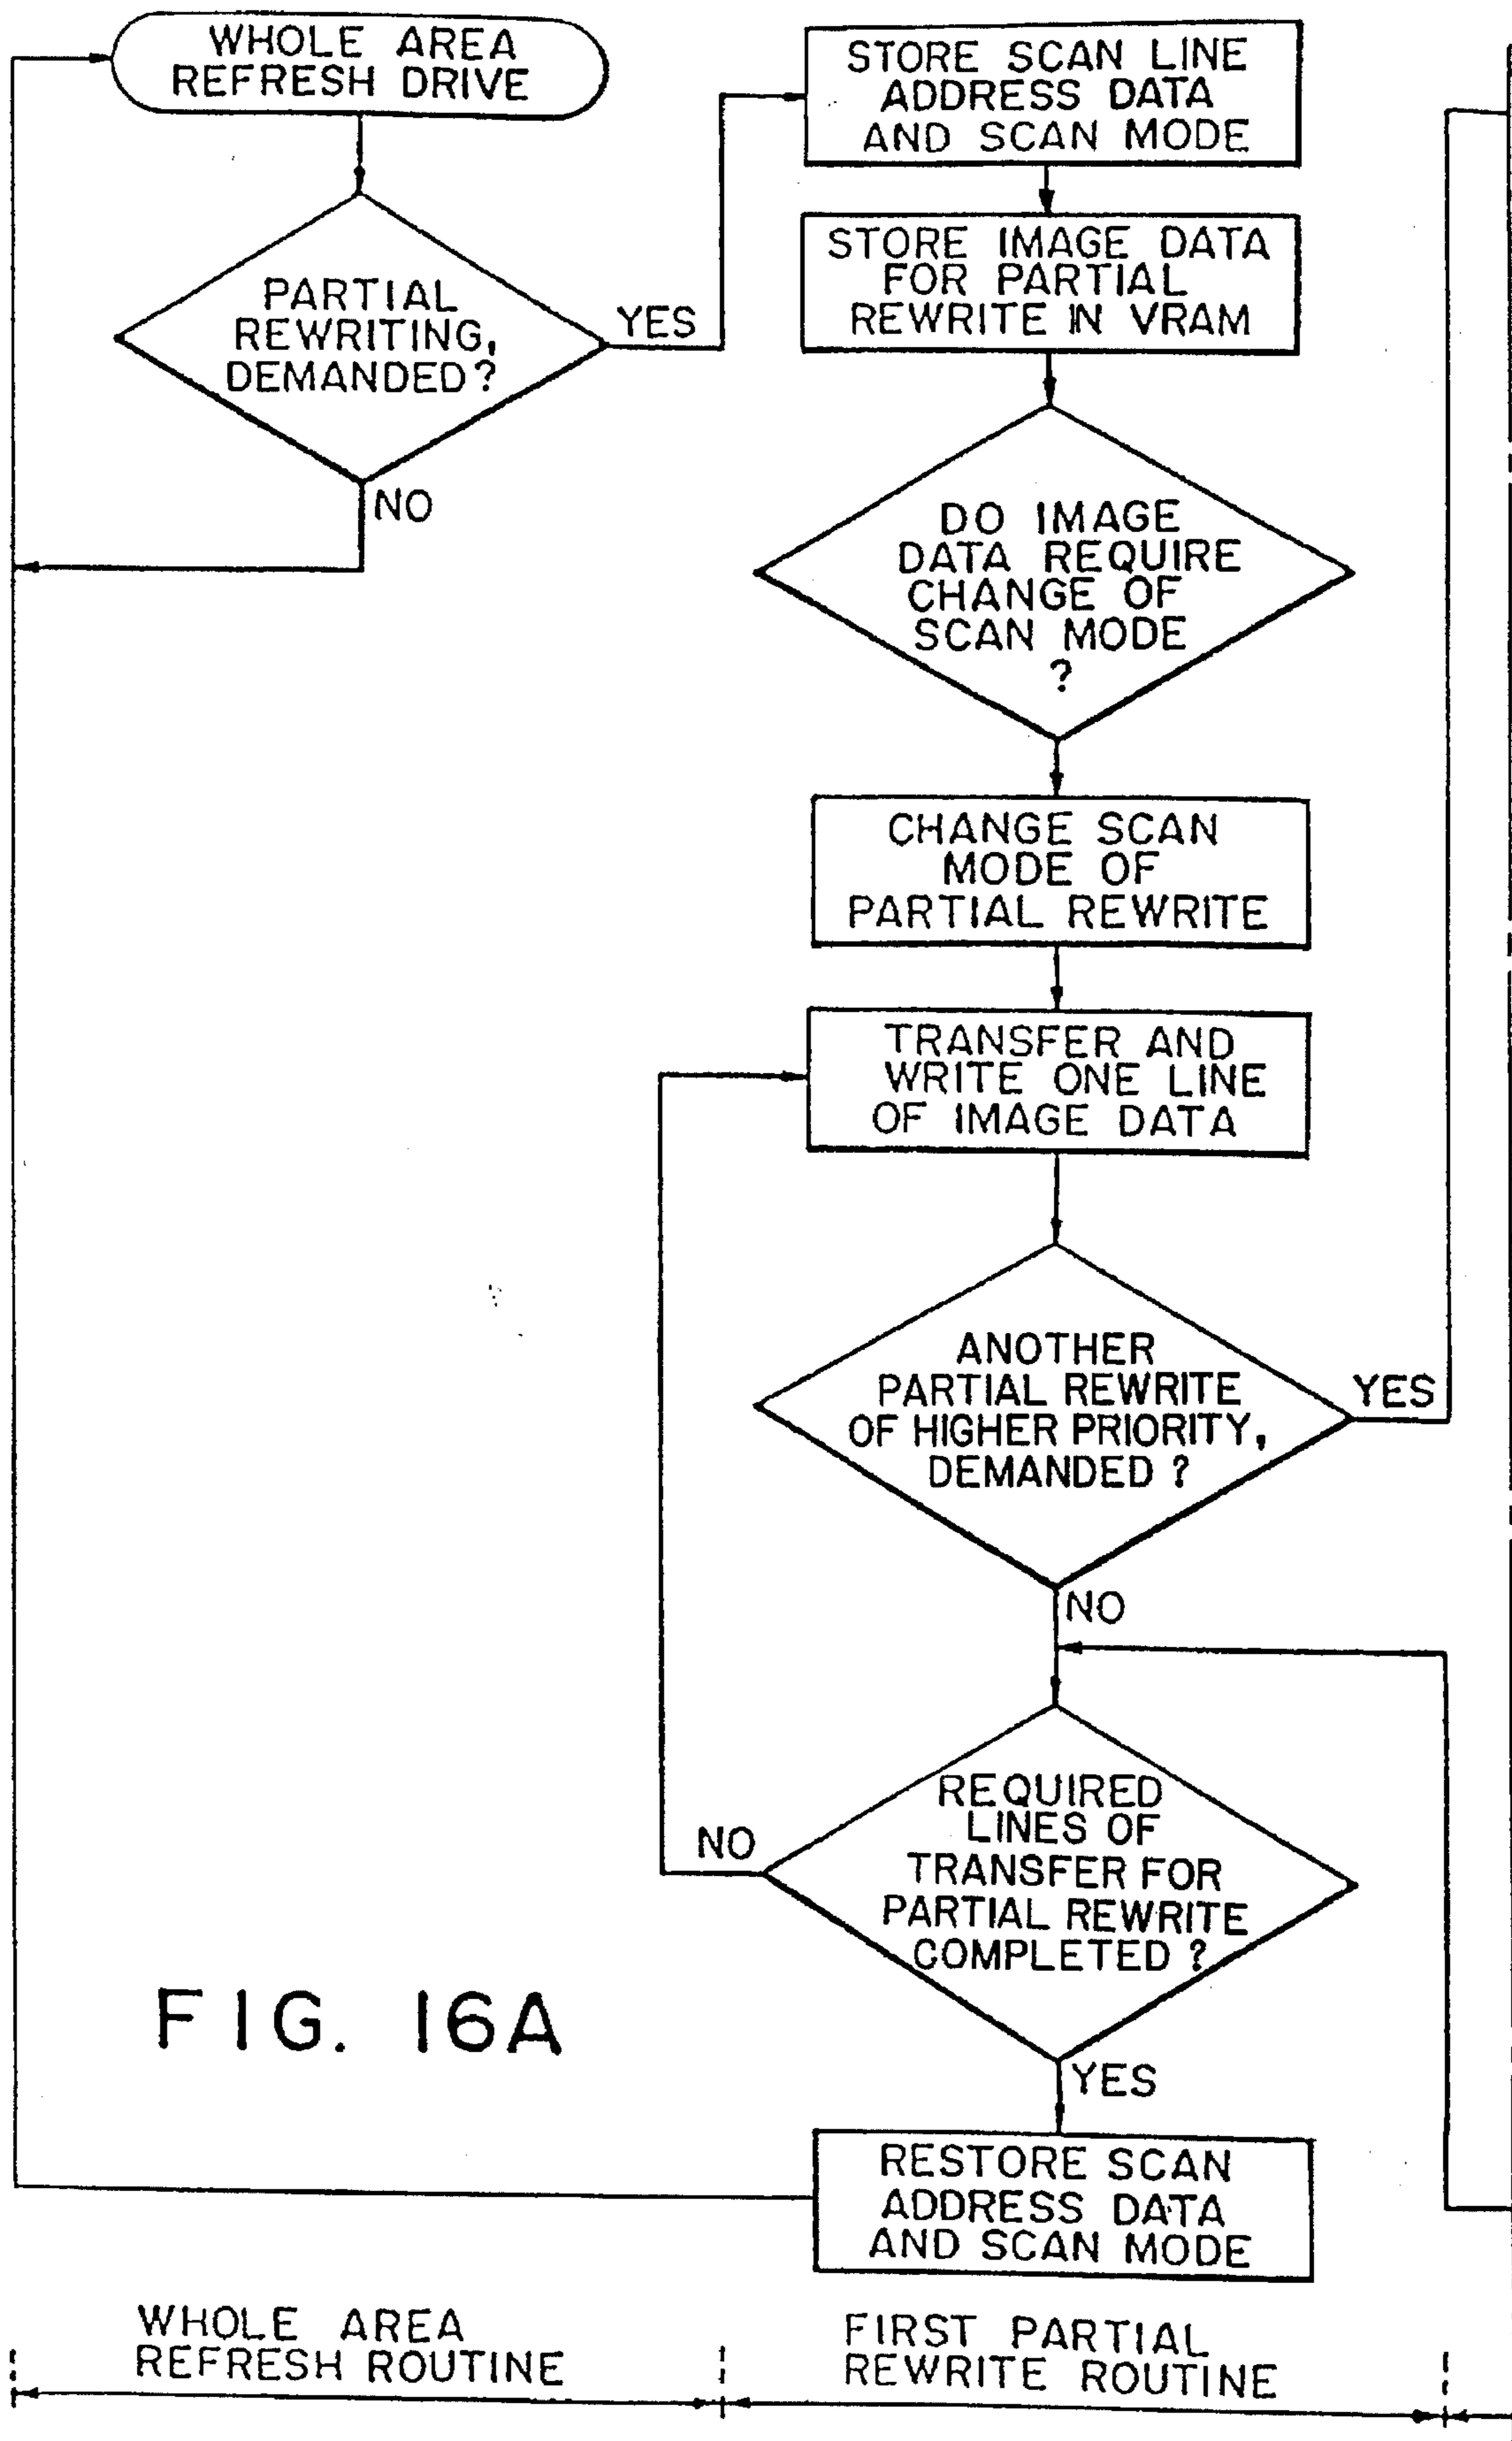 WHOLE AREA
REFRESH DRIVE
PARTIAL
REWRITING,
DEMANDED?
YES
NO
STORE SCAN LINE
ADDRESS DATA
AND SCAN MODE
STORE IMAGE DATA
FOR PARTIAL
REWRITE IN VRAM
DO IMAGE
DATA REQUIRE
CHANGE OF
SCAN MODE
?
CHANGE SCAN
MODE OF
PARTIAL REWRITE
TRANSFER AND
WRITE ONE LINE
OF IMAGE DATA
ANOTHER
PARTIAL REWRITE
OF HIGHER PRIORITY,
DEMANDED ?
YES
NO
REQUIRED
LINES OF
TRANSFER FOR
PARTIAL REWRITE
COMPLETED ?
NO
YES
RESTORE SCAN
ADDRESS DATA
AND SCAN MODE
FIG. 16A
WHOLE AREA
REFRESH ROUTINE
FIRST PARTIAL
REWRITE ROUTINE